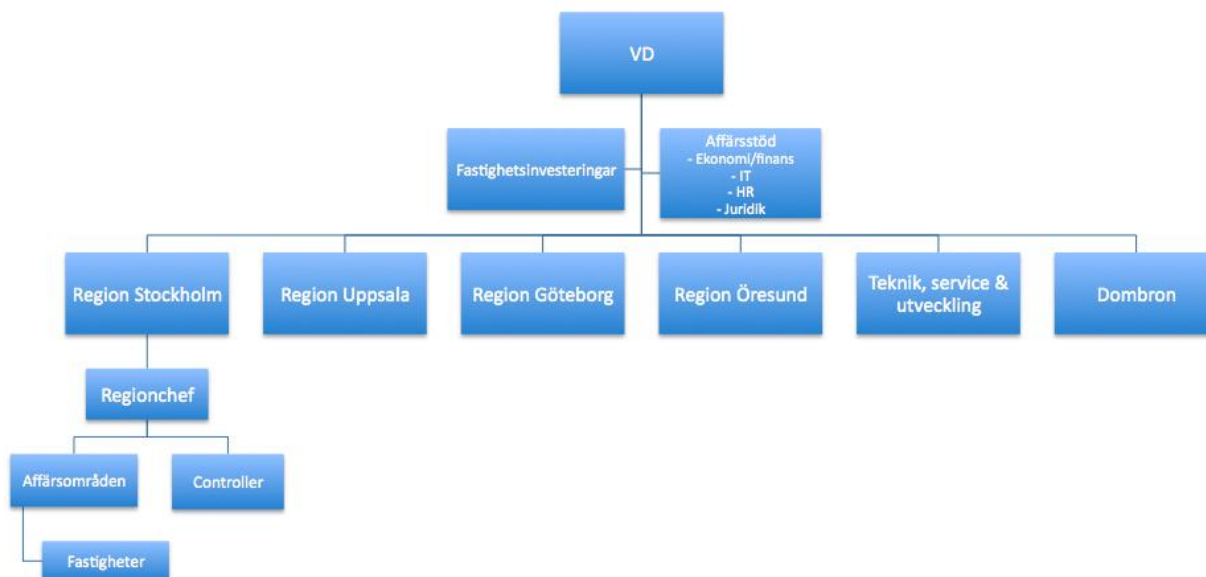 VD
Fastighetsinvesteringar
Affärsstöd
- Ekonomi/finans
- IT
- HR
- Juridik
Region Stockholm
Region Uppsala
Region Göteborg
Region Öresund
Teknik, service &
utveckling
Dombron
Regionchef
Affärsområden
Controller
Fastigheter